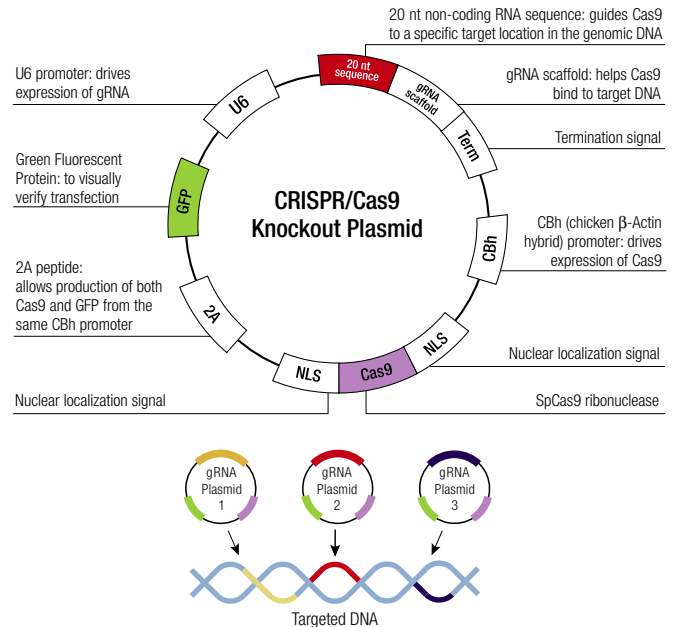 20 nt non-coding RNA sequence: guides Cas9
to a specific target location in the genomic DNA
U6 promoter: drives
expression of gRNA
gRNA scaffold: helps Cas9
bind to target DNA
Termination signal
Green Fluorescent
Protein: to visually
verify transfection
CBh (chicken β-Actin
hybrid) promoter: drives
expression of Cas9
2A peptide:
allows production of both
Cas9 and GFP from the
same CBh promoter
Nuclear localization signal
Nuclear localization signal
SpCas9 ribonuclease
20 nt
sequence
gRNA
scaffold
Term
CBh
NLS
Cas9
NLS
2A
GFP
U6
CRISPR/Cas9
Knockout Plasmid
gRNA
Plasmid
1
gRNA
Plasmid
2
gRNA
Plasmid
3
Targeted DNA